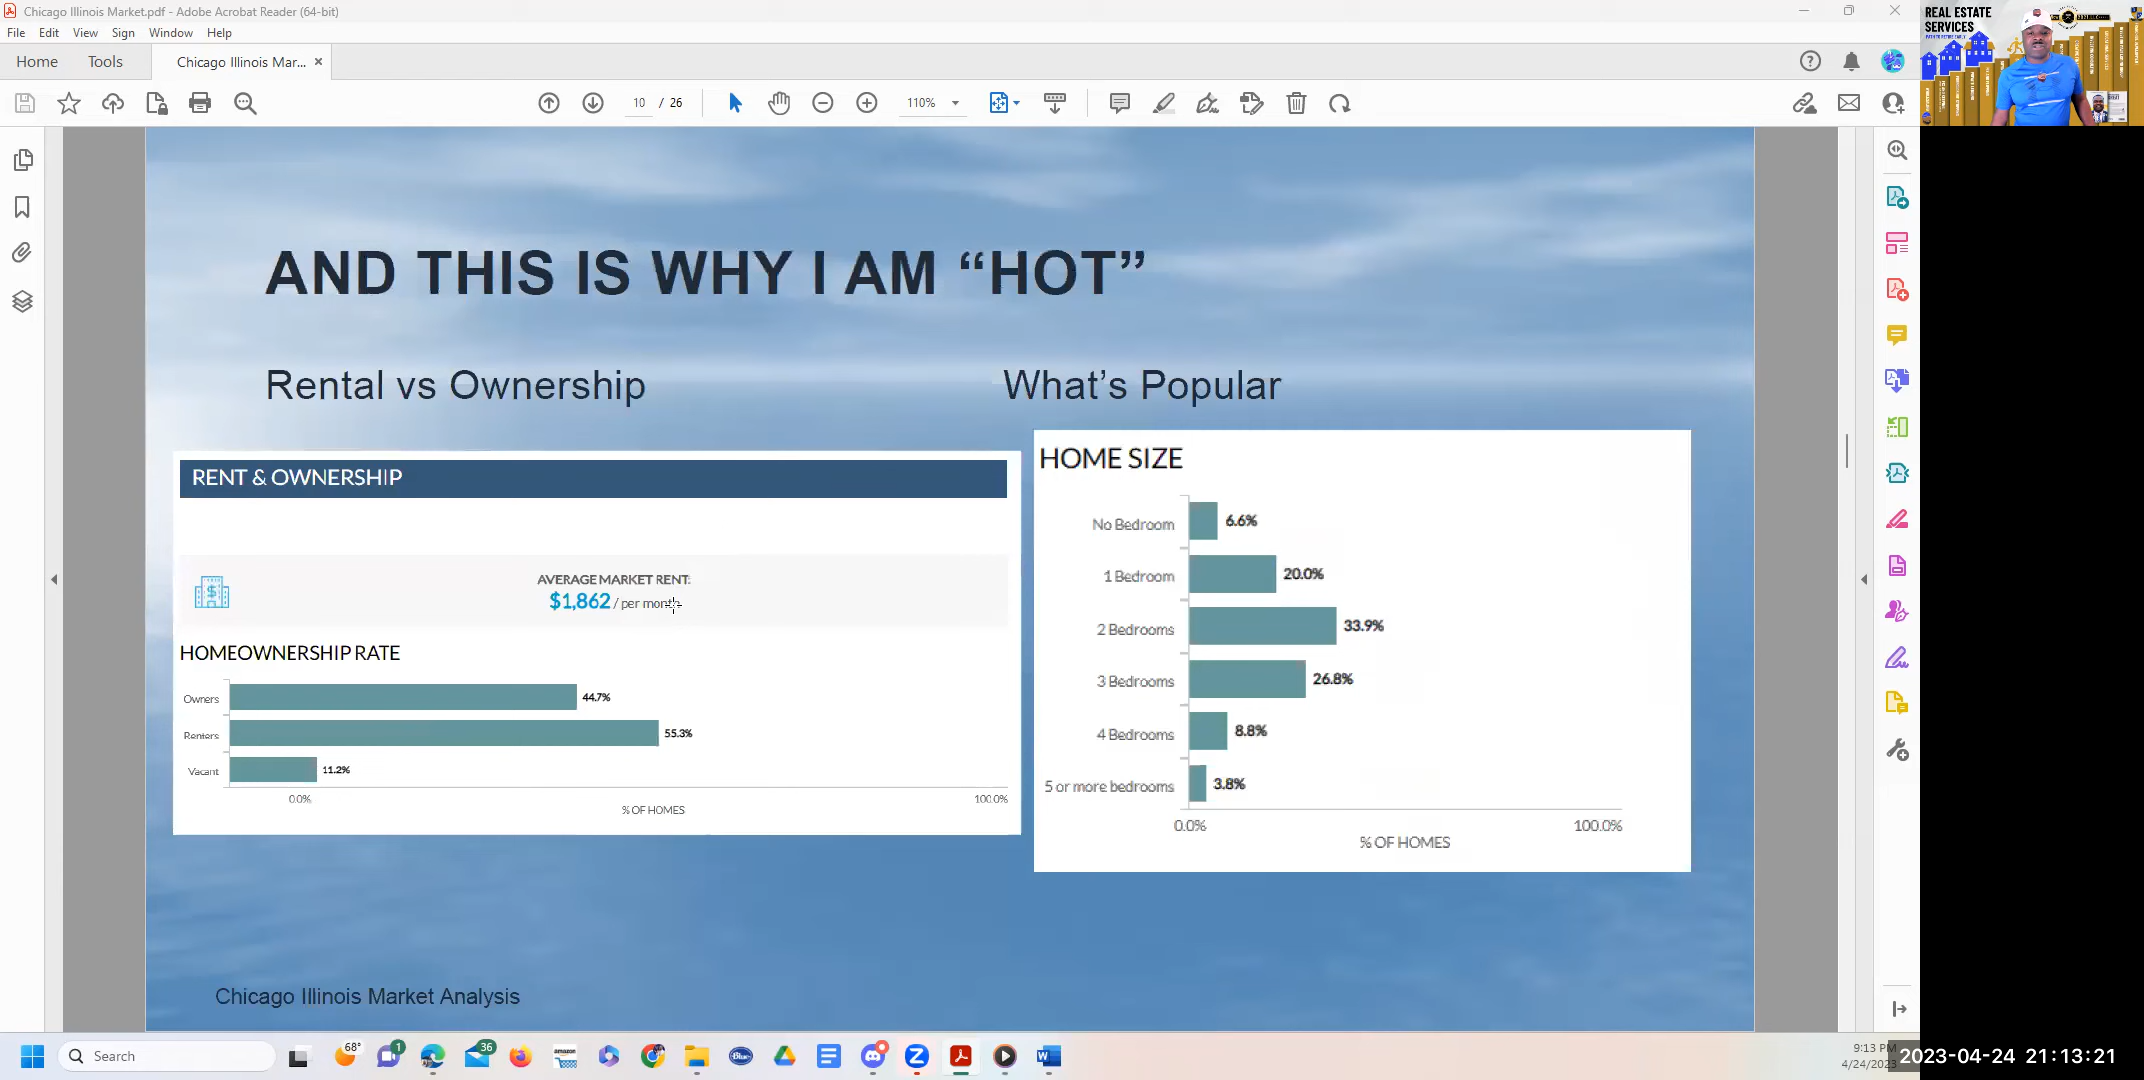 Chicago Illinois Market.pdf - Adobe Acrobat Reader (64-bit)
File Edit View Sign Window Help
Home Tools Chicago Illinois Mar... ×
10 / 26 110%
REAL ESTATE
SERVICES
AND THIS IS WHY I AM “HOT”
Rental vs Ownership
What’s Popular
RENT & OWNERSHIP
AVERAGE MARKET RENT:
$1,862 / per month
HOMEOWNERSHIP RATE
Owners 44.7%
Renters 55.3%
Vacant 11.2%
0.0% 100.0%
% OF HOMES
HOME SIZE
No Bedroom 6.6%
1 Bedroom 20.0%
2 Bedrooms 33.9%
3 Bedrooms 26.8%
4 Bedrooms 8.8%
5 or more bedrooms 3.8%
0.0% 100.0%
% OF HOMES
Chicago Illinois Market Analysis
Search
68°
1
36
amazon
Blue
W
9:13 PM
4/24/2023
2023-04-24 21:13:21